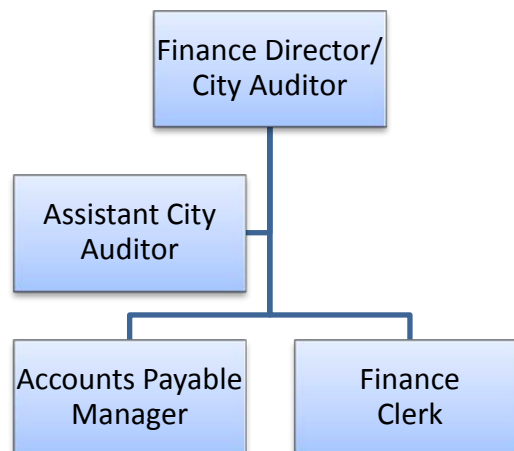 Finance Director/
City Auditor
Assistant City
Auditor
Accounts Payable
Manager
Finance
Clerk